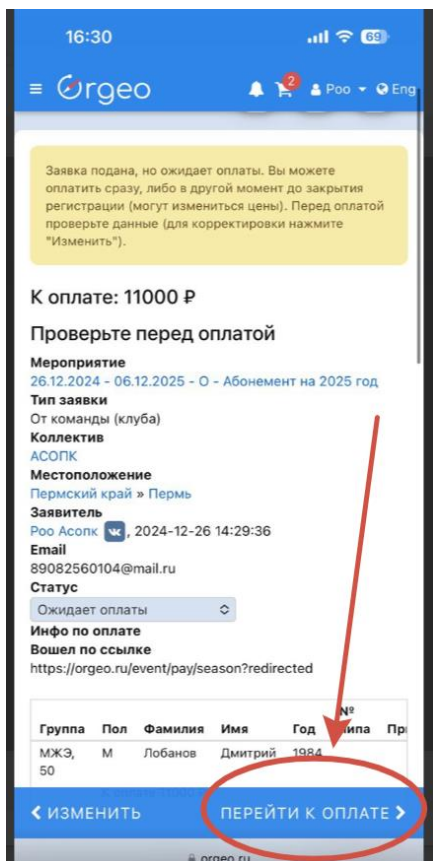 16:30
69
Orgeo
2
Poo
Eng
Заявка подана, но ожидает оплаты. Вы можете
оплатить сразу, либо в другой момент до закрытия
регистрации (могут измениться цены). Перед оплатой
проверьте данные (для корректировки нажмите
"Изменить").
К оплате: 11000 ₽
Проверьте перед оплатой
Мероприятие
26.12.2024 - 06.12.2025 - О - Абонемент на 2025 год
Тип заявки
От команды (клуба)
Коллектив
АСОПК
Местоположение
Пермский край » Пермь
Заявитель
Роо Асопк , 2024-12-26 14:29:36
Email
89082560104@mail.ru
Статус
Ожидает оплаты
Инфо по оплате
Вошел по ссылке
https://orgeo.ru/event/pay/season?redirected
Группа Пол Фамилия Имя Год № чипа
МЖЭ, М Лобанов Дмитрий 1984
50
ИЗМЕНИТЬ ПЕРЕЙТИ К ОПЛАТЕ
orgeo.ru